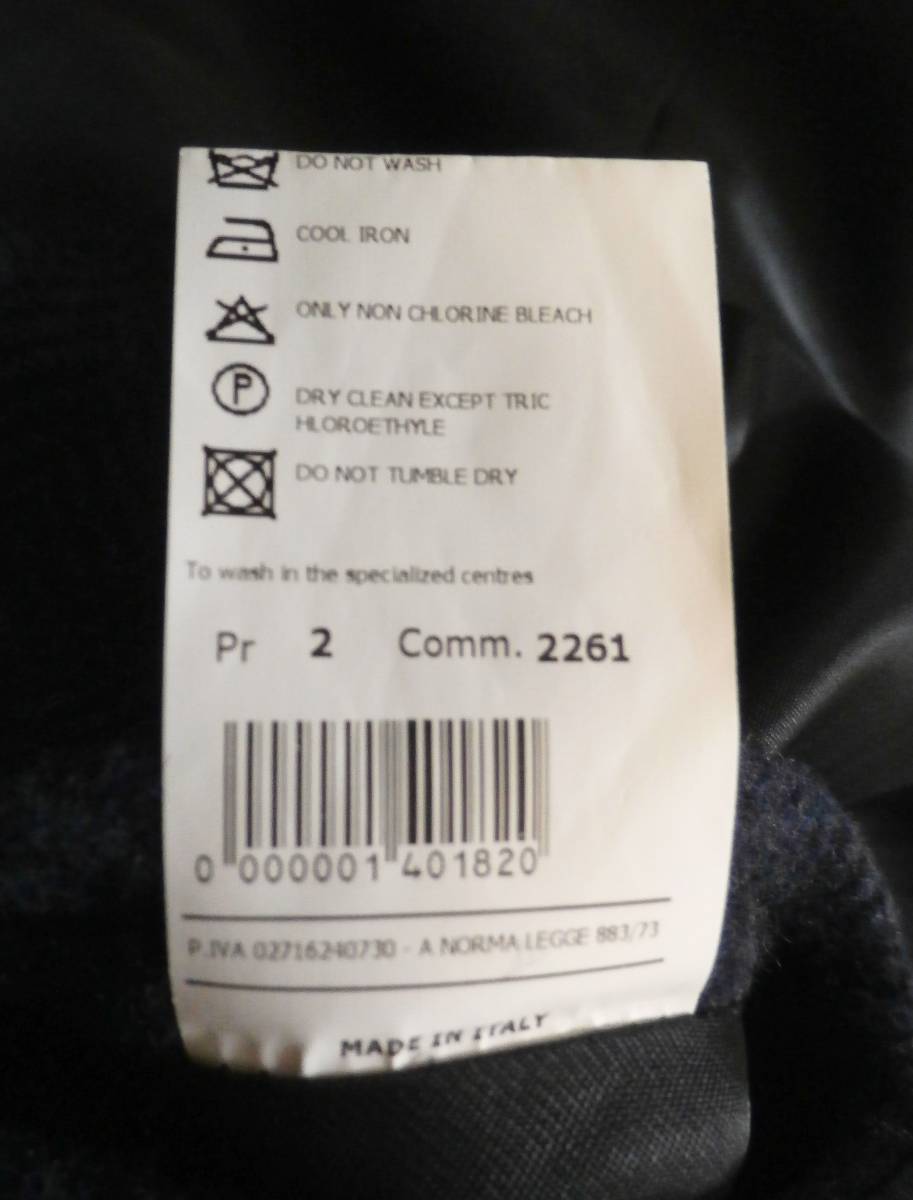 DO NOT WASH
COOL IRON
ONLY NON CHLORINE BLEACH
P
DRY CLEAN EXCEPT TRIC
HLOROETHYLE
DO NOT TUMBLE DRY
To wash in the specialized centres
Pr 2 Comm. 2261
0 000001 401820
P.IVA 02716240730 - A NORMA LEGGE 883/73
MADE IN ITALY